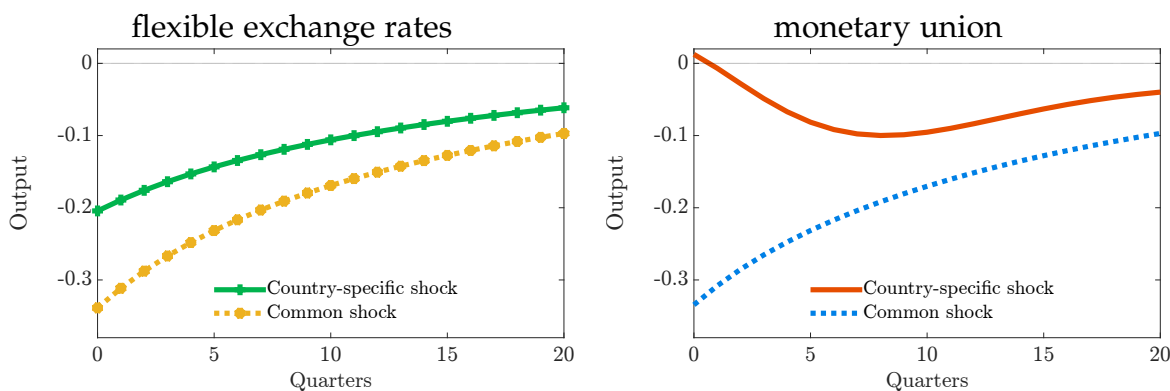 flexible exchange rates
0
-0.1
-0.2
-0.3
Output
Country-specific shock
Common shock
0 5 10 15 20
Quarters
monetary union
0
-0.1
-0.2
-0.3
Output
Country-specific shock
Common shock
0 5 10 15 20
Quarters